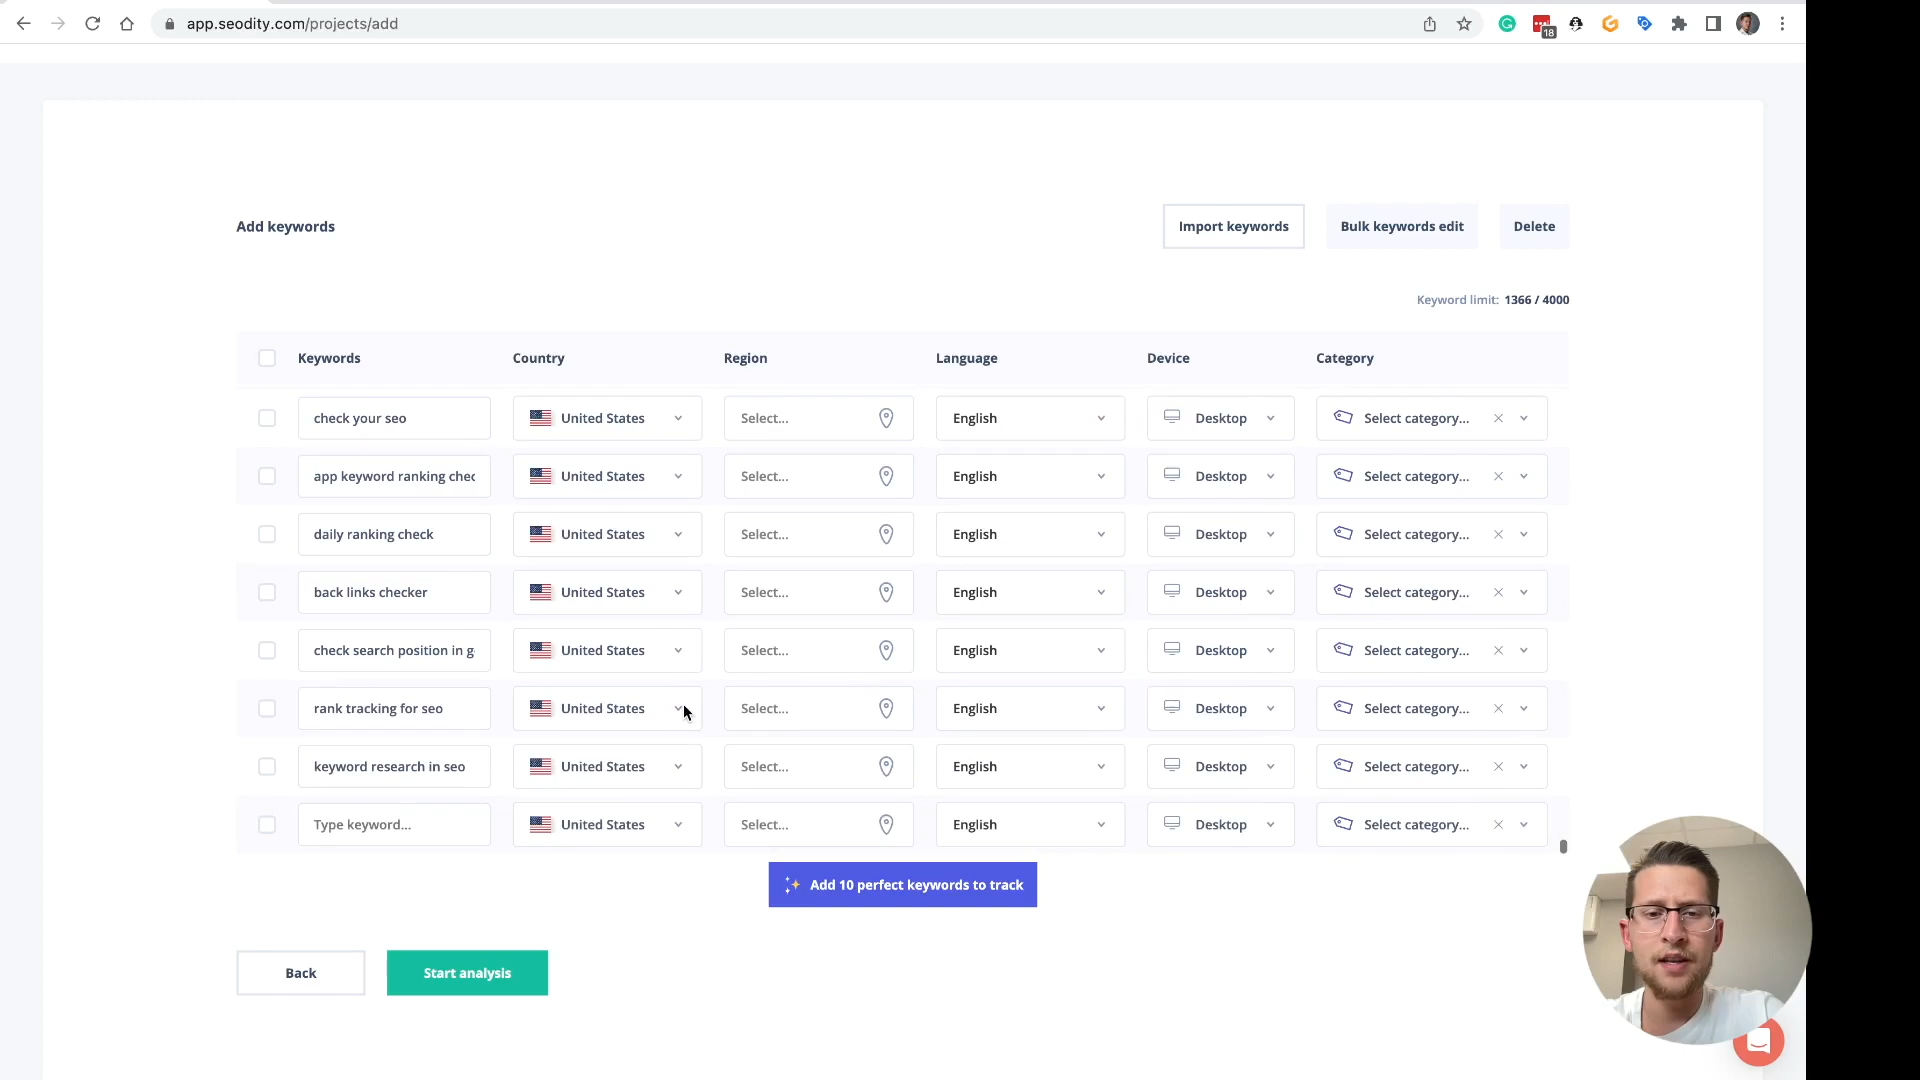 app.seodity.com/projects/add
18
Add keywords
Import keywords
Bulk keywords edit
Delete
Keyword limit: 1366 / 4000
Keywords Country Region Language Device Category
check your seo United States Select... English Desktop Select category...
app keyword ranking chec United States Select... English Desktop Select category...
daily ranking check United States Select... English Desktop Select category...
back links checker United States Select... English Desktop Select category...
check search position in g United States Select... English Desktop Select category...
rank tracking for seo United States Select... English Desktop Select category...
keyword research in seo United States Select... English Desktop Select category...
Type keyword... United States Select... English Desktop Select category...
Add 10 perfect keywords to track
Back
Start analysis